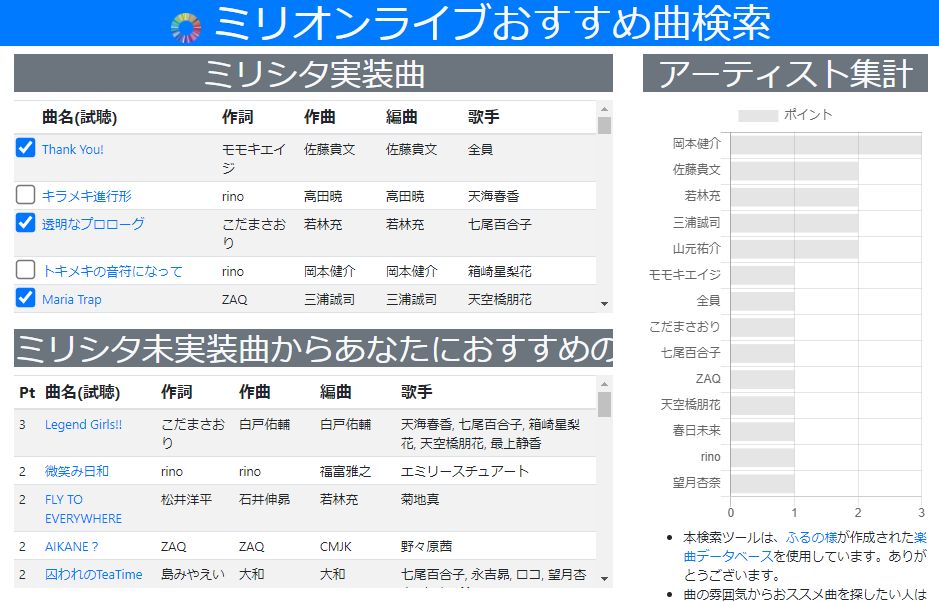 ミリオンライブおすすめ曲検索
ミリシタ実装曲
曲名(試聴) 作詞 作曲 編曲 歌手
Thank You! モモキエイジ 佐藤貴文 佐藤貴文 全員
キラメキ進行形 rino 高田暁 高田暁 天海春香
透明なプロローグ こだまさおり 若林充 若林充 七尾百合子
トキメキの音符になって rino 岡本健介 岡本健介 箱崎星梨花
Maria Trap ZAQ 三浦誠司 三浦誠司 天空橋朋花
ミリシタ未実装曲からあなたにおすすめの
Pt 曲名(試聴) 作詞 作曲 編曲 歌手
3 Legend Girls!! こだまさおり 白戸佑輔 白戸佑輔 天海春香, 七尾百合子, 箱崎星梨花, 天空橋朋花, 最上静香
2 微笑み日和 rino rino 福富雅之 エミリースチュアート
2 FLY TO EVERYWHERE 松井洋平 石井伸昴 若林充 菊地真
2 AIKANE？ ZAQ ZAQ CMJK 野々原茜
2 囚われのTeaTime 島みやえい 大和 大和 七尾百合子, 永吉昴, ロコ, 望月杏
アーティスト集計
ポイント
岡本健介
佐藤貴文
若林充
三浦誠司
山元祐介
モモキエイジ
全員
こだまさおり
七尾百合子
ZAQ
天空橋朋花
春日未来
rino
望月杏奈
0 1 2 3
• 本検索ツールは、ふるの様が作成された楽
曲データベースを使用しています。ありが
とうございます。
• 曲の雰囲気からおススメ曲を探したい人は